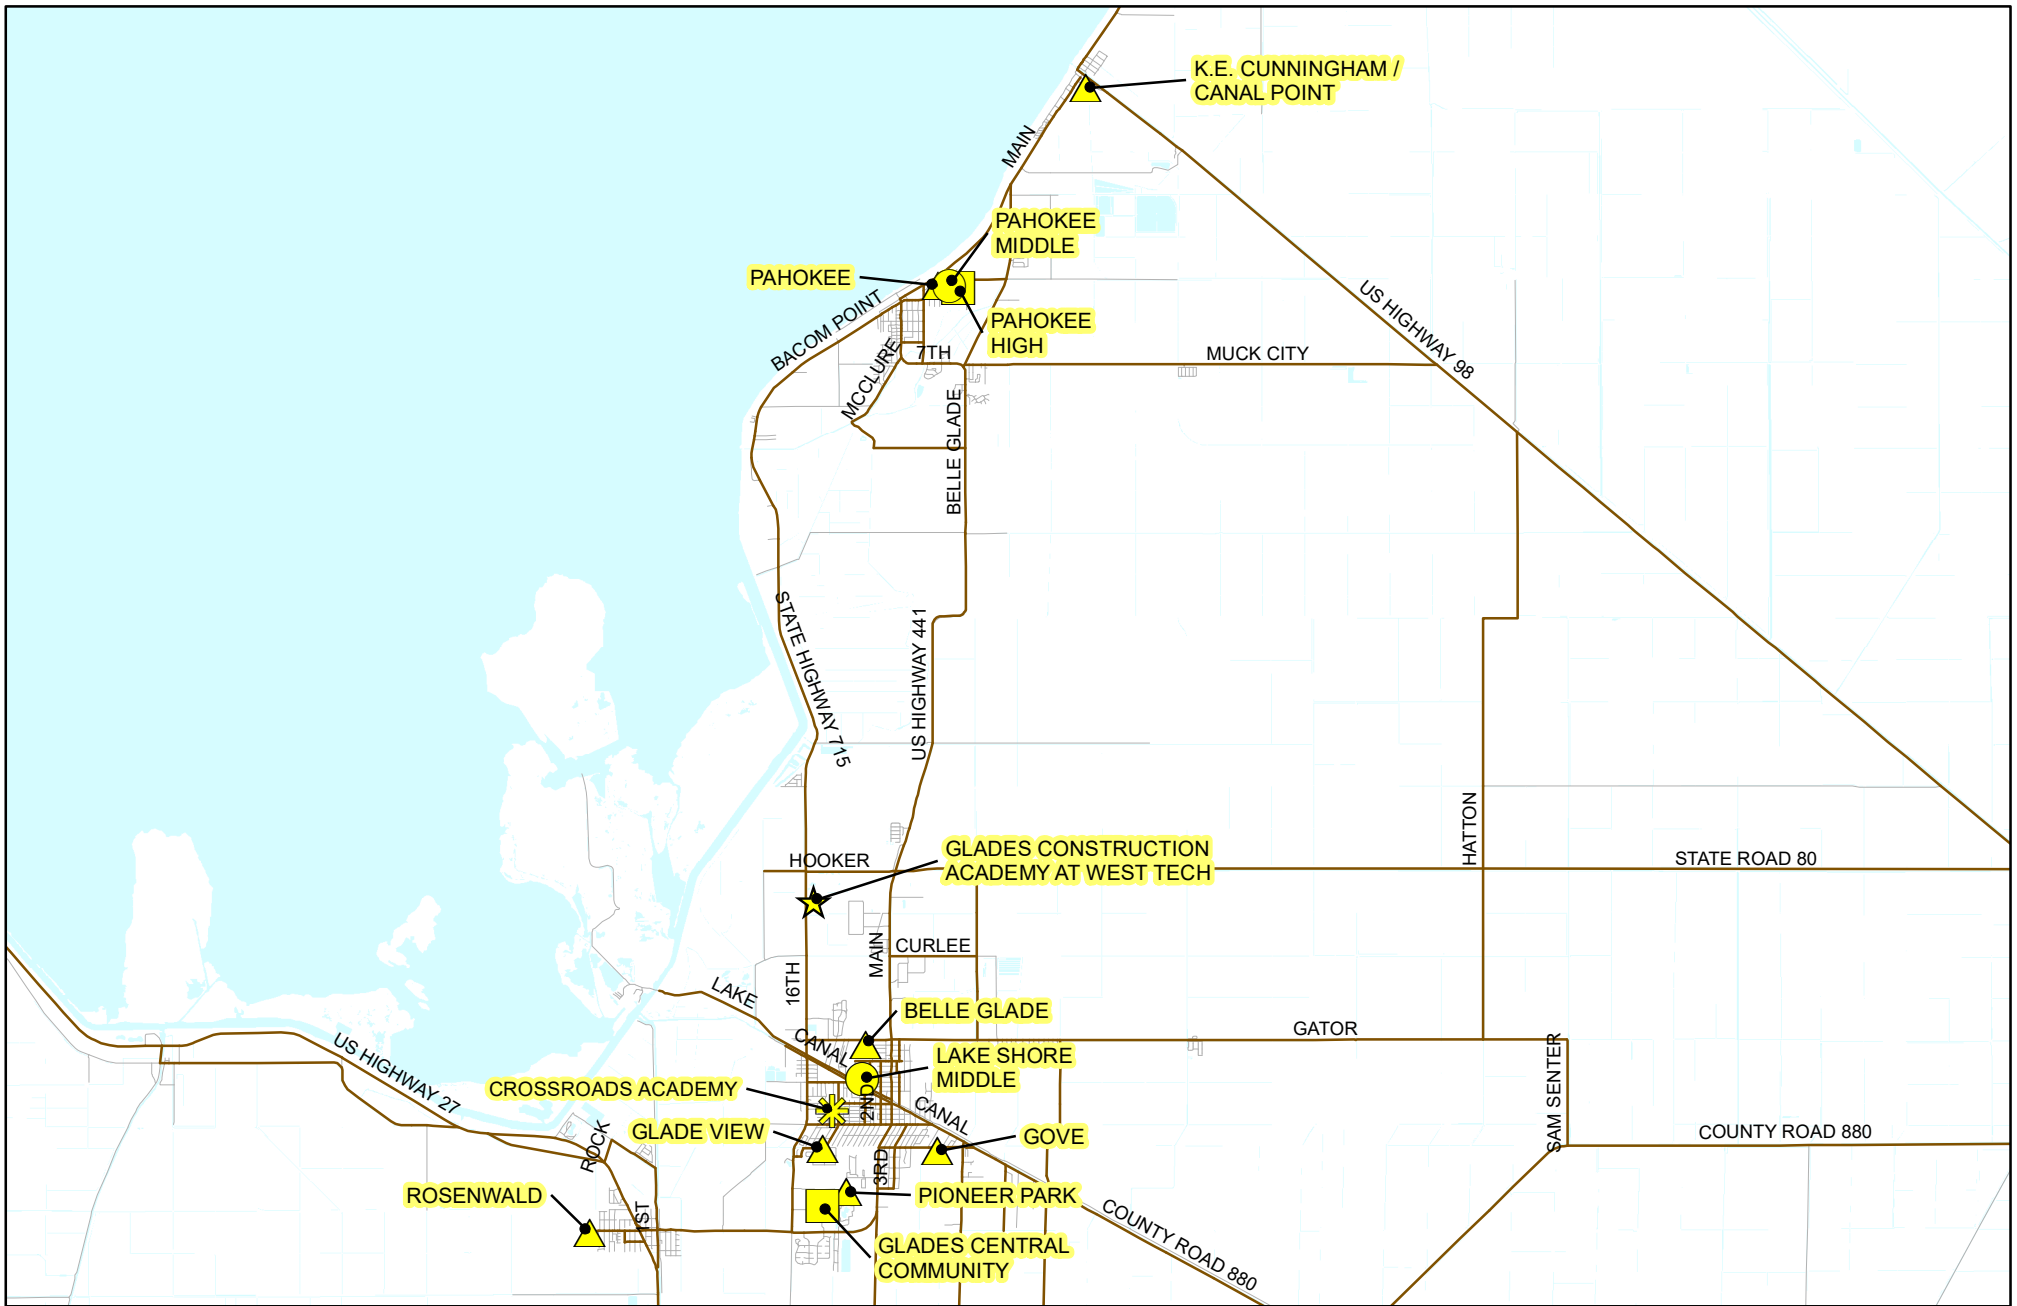 K.E. CUNNINGHAM /
CANAL POINT
MAIN
PAHOKEE
MIDDLE
PAHOKEE
BACOM POINT
PAHOKEE
HIGH
US HIGHWAY 98
MCCLURE
7TH
MUCK CITY
BELLE GLADE
STATE HIGHWAY 715
US HIGHWAY 441
HATTON
HOOKER
GLADES CONSTRUCTION
ACADEMY AT WEST TECH
STATE ROAD 80
MAIN
CURLEE
16TH
LAKE
BELLE GLADE
GATOR
CANAL
US HIGHWAY 27
LAKE SHORE
MIDDLE
CROSSROADS ACADEMY
2ND
CANAL
SAM SENTER
GLADE VIEW
GOVE
COUNTY ROAD 880
ROCK
3RD
ROSENWALD
PIONEER PARK
1ST
COUNTY ROAD 880
GLADES CENTRAL
COMMUNITY